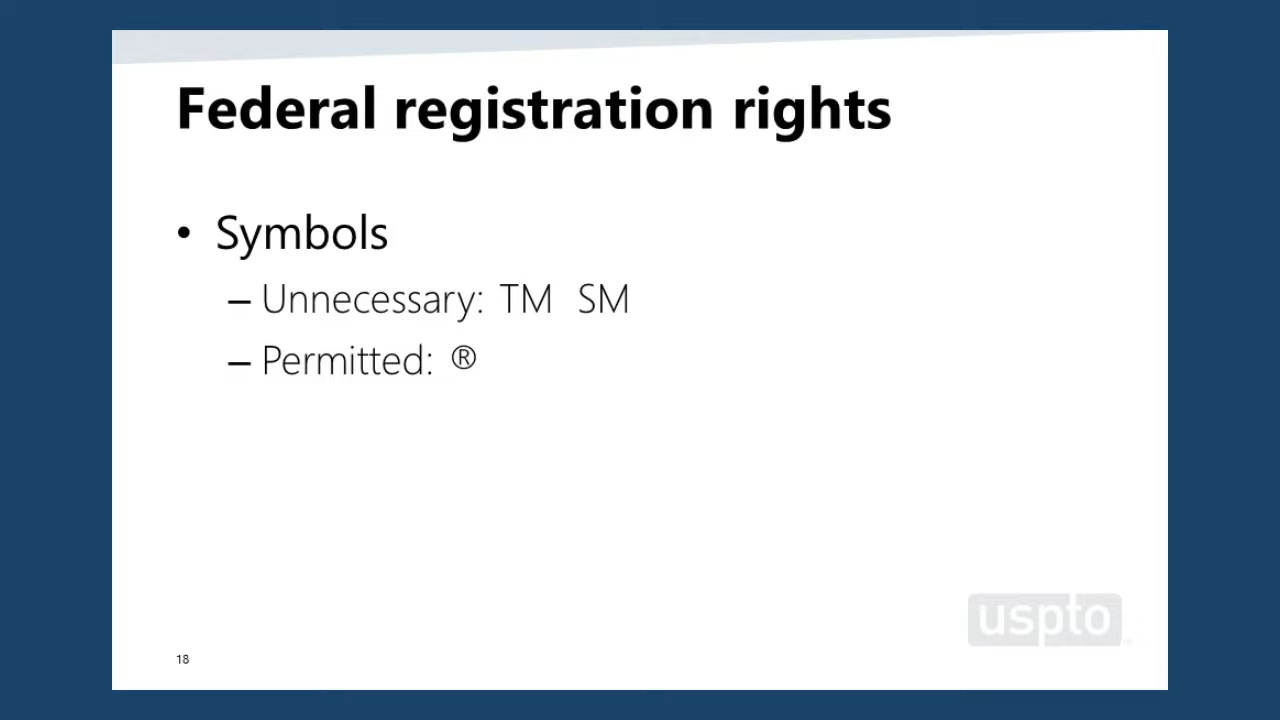 Federal registration rights
• Symbols
– Unnecessary: TM SM
– Permitted: ®
uspto
18